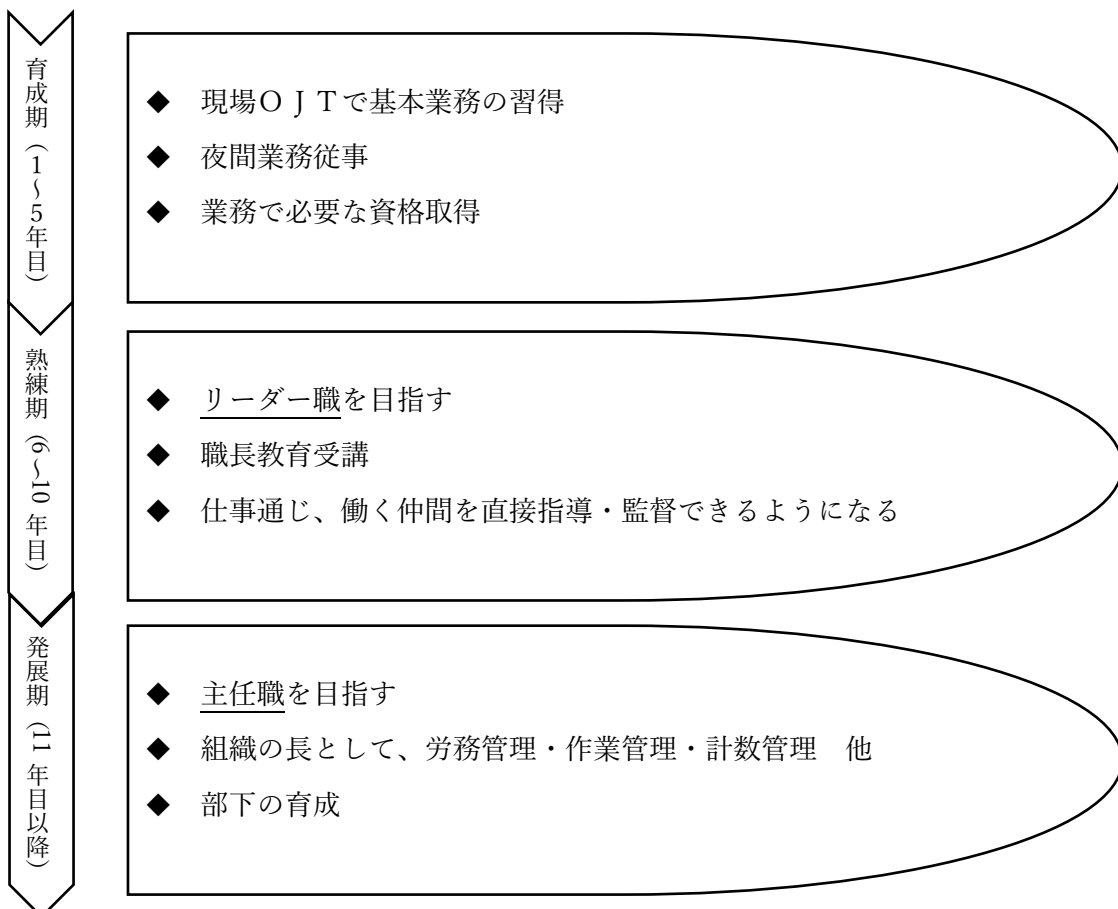 育成期（1～5年目）
◆ 現場ＯＪＴで基本業務の習得
◆ 夜間業務従事
◆ 業務で必要な資格取得
熟練期（6～10年目）
◆ リーダー職を目指す
◆ 職長教育受講
◆ 仕事通じ、働く仲間を直接指導・監督できるようになる
発展期（11年目以降）
◆ 主任職を目指す
◆ 組織の長として、労務管理・作業管理・計数管理　他
◆ 部下の育成